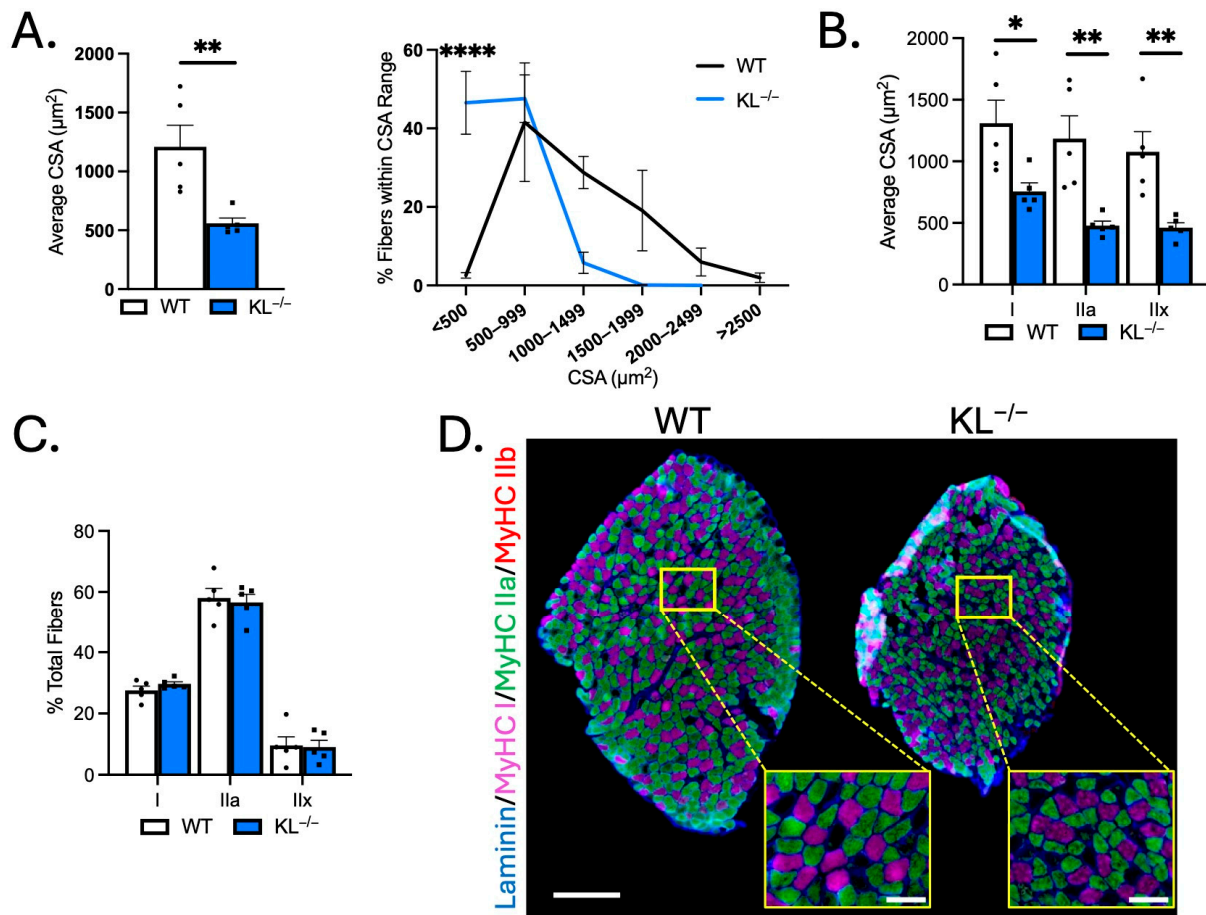 A.
2000
1500
1000
500
0
Average CSA (µm²)
**
WT
KL⁻/⁻
60
40
20
0
% Fibers within CSA Range
****
WT
KL⁻/⁻
<500
500–999
1000–1499
1500–1999
2000–2499
>2500
CSA (µm²)
B.
2000
1500
1000
500
0
Average CSA (µm²)
*
**
**
I
IIa
IIx
WT
KL⁻/⁻
C.
80
60
40
20
0
% Total Fibers
I
IIa
IIx
WT
KL⁻/⁻
D.
WT
KL⁻/⁻
Laminin/MyHC I/MyHC IIa/MyHC IIb